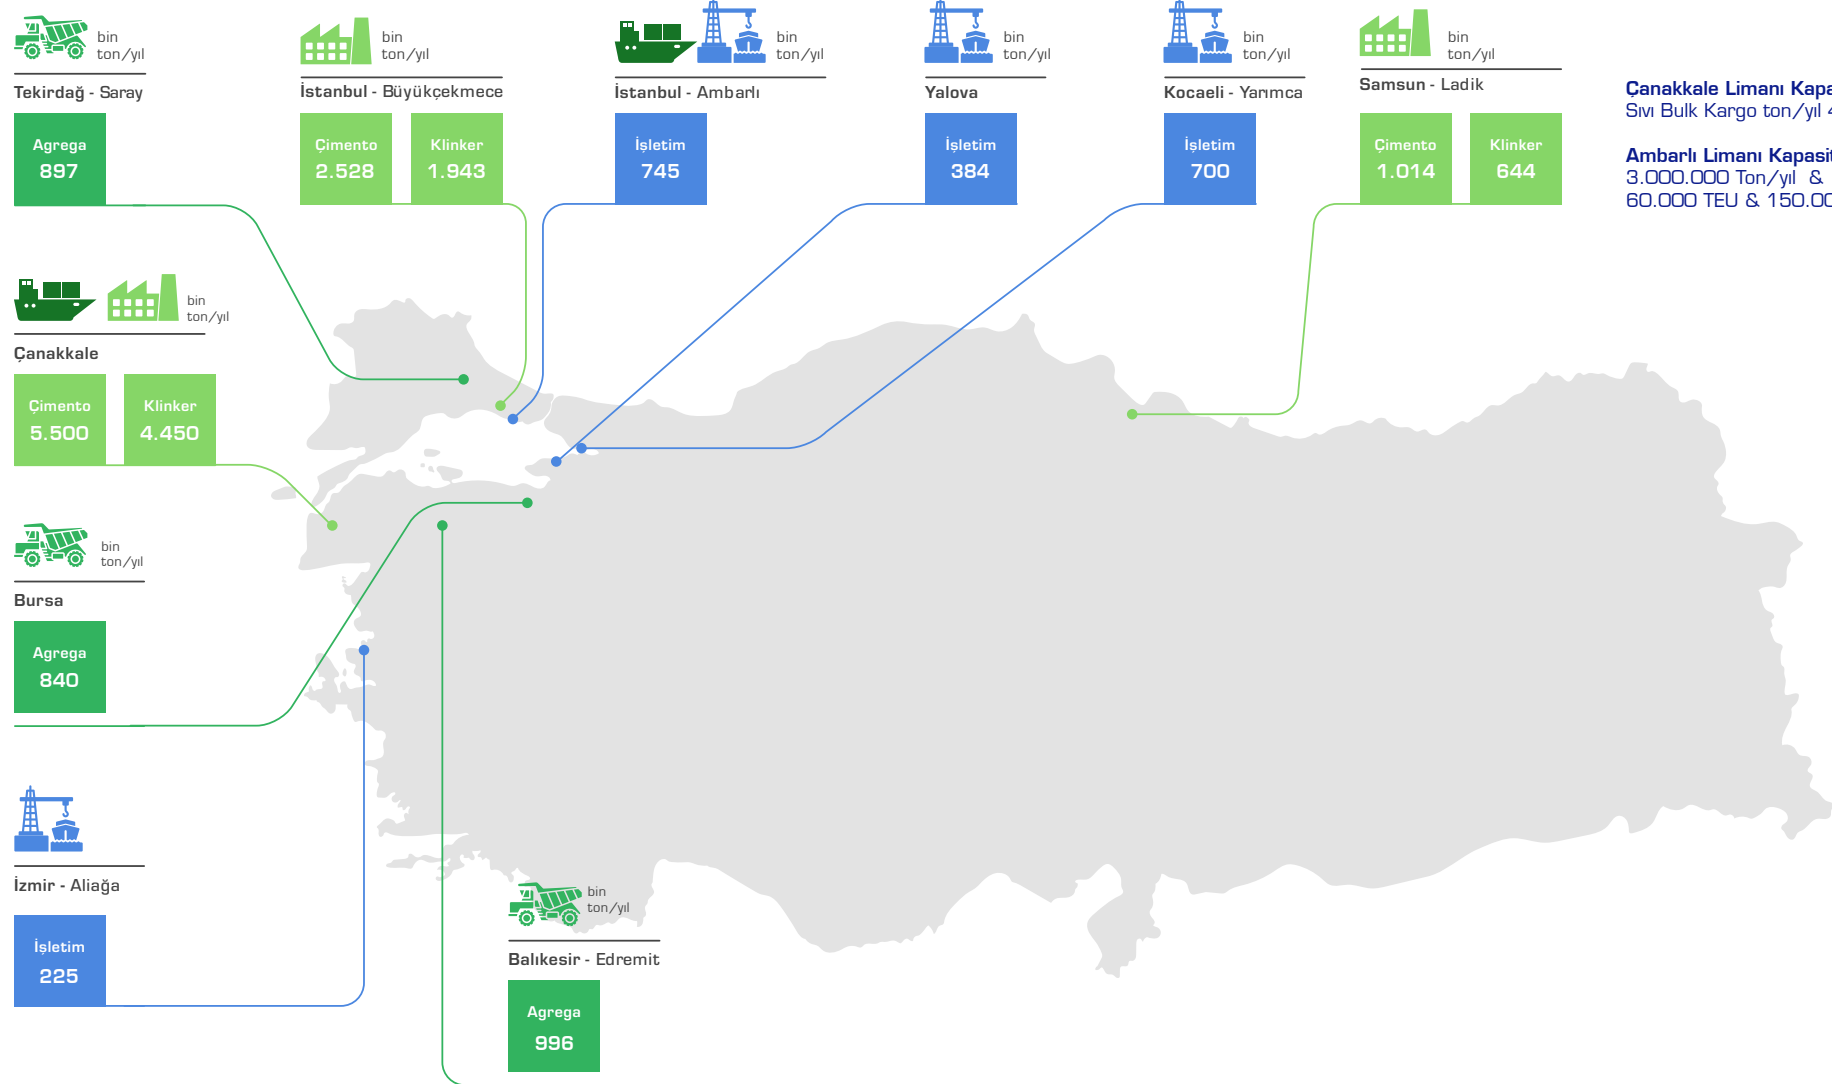 bin
ton/yıl
Tekirdağ - Saray
Agrega
897
bin
ton/yıl
İstanbul - Büyükçekmece
Çimento
2.528
Klinker
1.943
bin
ton/yıl
İstanbul - Ambarlı
İşletim
745
bin
ton/yıl
Yalova
İşletim
384
bin
ton/yıl
Kocaeli - Yarımca
İşletim
700
bin
ton/yıl
Samsun - Ladik
Çimento
1.014
Klinker
644
Çanakkale Limanı
Sıvı Bulk Kargo ton/yıl
Ambarlı Limanı
3.000.000 Ton/yıl &
60.000 TEU &
bin
ton/yıl
Çanakkale
Çimento
5.500
Klinker
4.450
bin
ton/yıl
Bursa
Agrega
840
İzmir - Aliağa
İşletim
225
bin
ton/yıl
Balıkesir - Edremit
Agrega
996